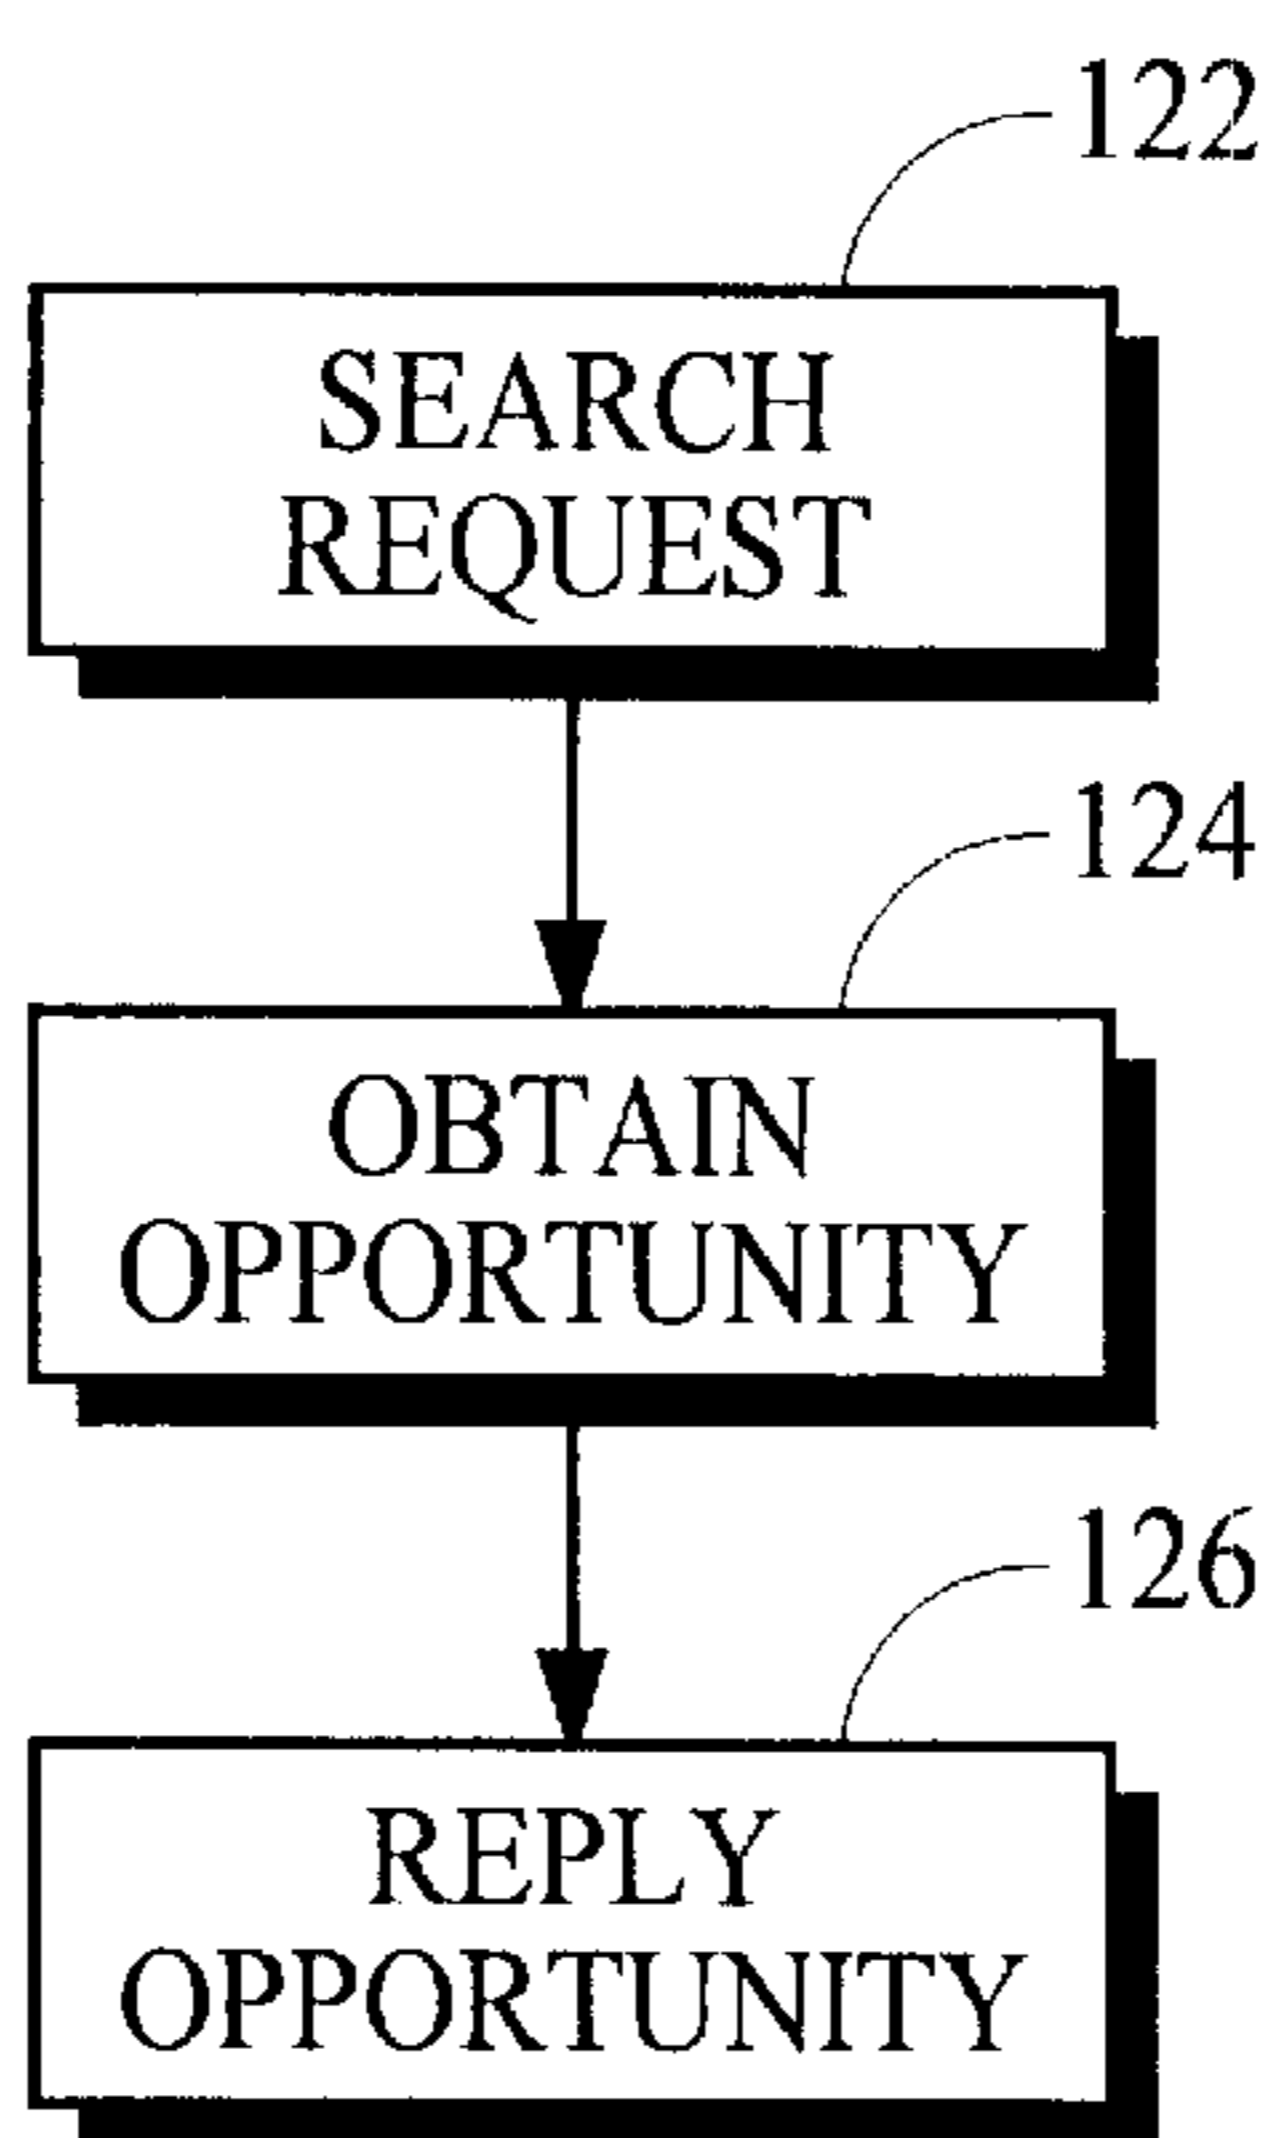 122
SEARCH
REQUEST
124
OBTAIN
OPPORTUNITY
126
REPLY
OPPORTUNITY